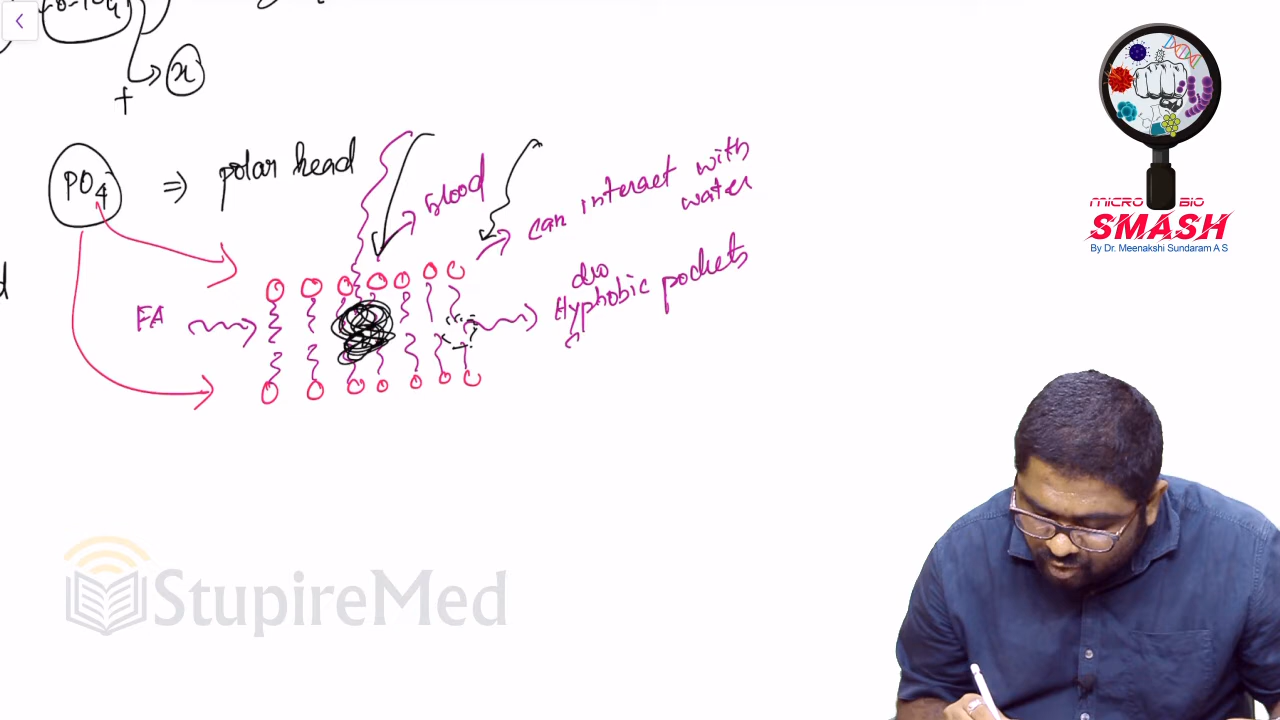 x
+
PO4 ⇒ polar head
blood
can interact with
water
FA
dro
Hyphobic pockets
d
MICRO BIO
SMASH
By Dr. Meenakshi Sundaram A S
StupireMed